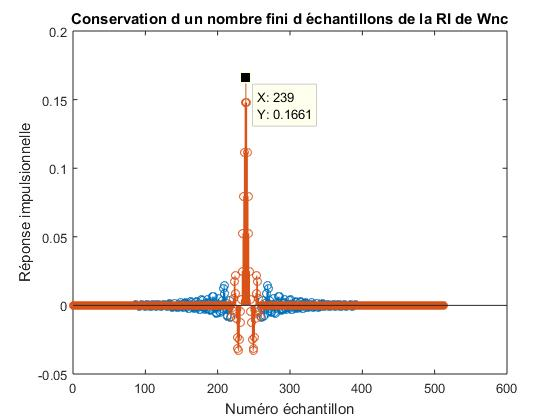 Conservation d un nombre fini d échantillons de la RI de Wnc
0.2
0.15
0.1
0.05
0
-0.05
Réponse impulsionnelle
X: 239
Y: 0.1661
0 100 200 300 400 500 600
Numéro échantillon